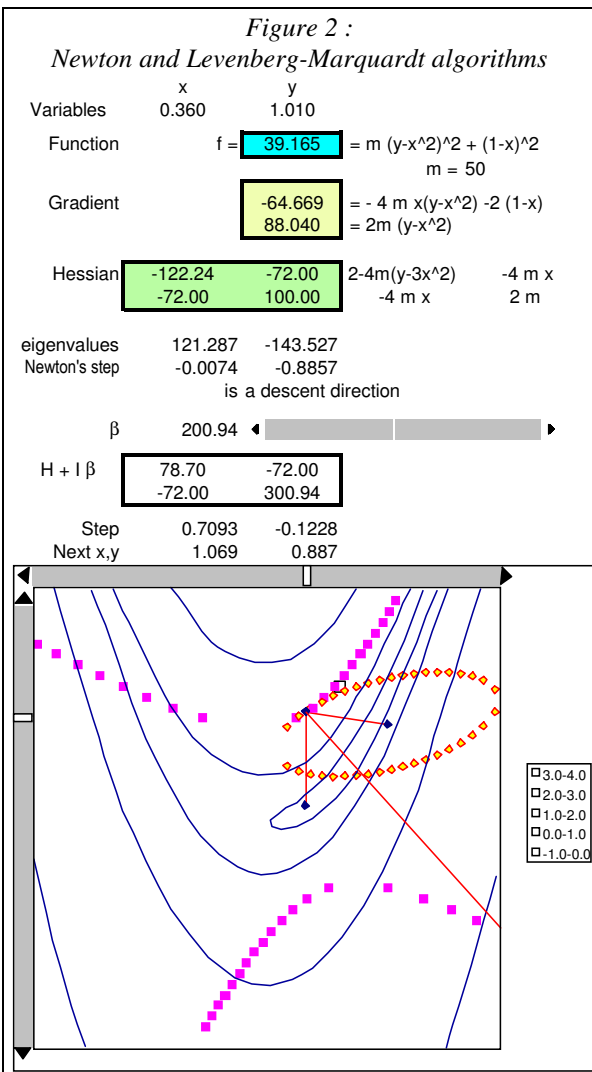 Figure 2 :
Newton and Levenberg-Marquardt algorithms
x y
Variables 0.360 1.010
Function f = 39.165 = m (y-x^2)^2 + (1-x)^2
m = 50
Gradient -64.669 = - 4 m x(y-x^2) -2 (1-x)
88.040 = 2m (y-x^2)
Hessian -122.24 -72.00 2-4m(y-3x^2) -4 m x
-72.00 100.00 -4 m x 2 m
eigenvalues 121.287 -143.527
Newton's step -0.0074 -0.8857
is a descent direction
β 200.94
H + I β 78.70 -72.00
-72.00 300.94
Step 0.7093 -0.1228
Next x,y 1.069 0.887
3.0-4.0
2.0-3.0
1.0-2.0
0.0-1.0
-1.0-0.0